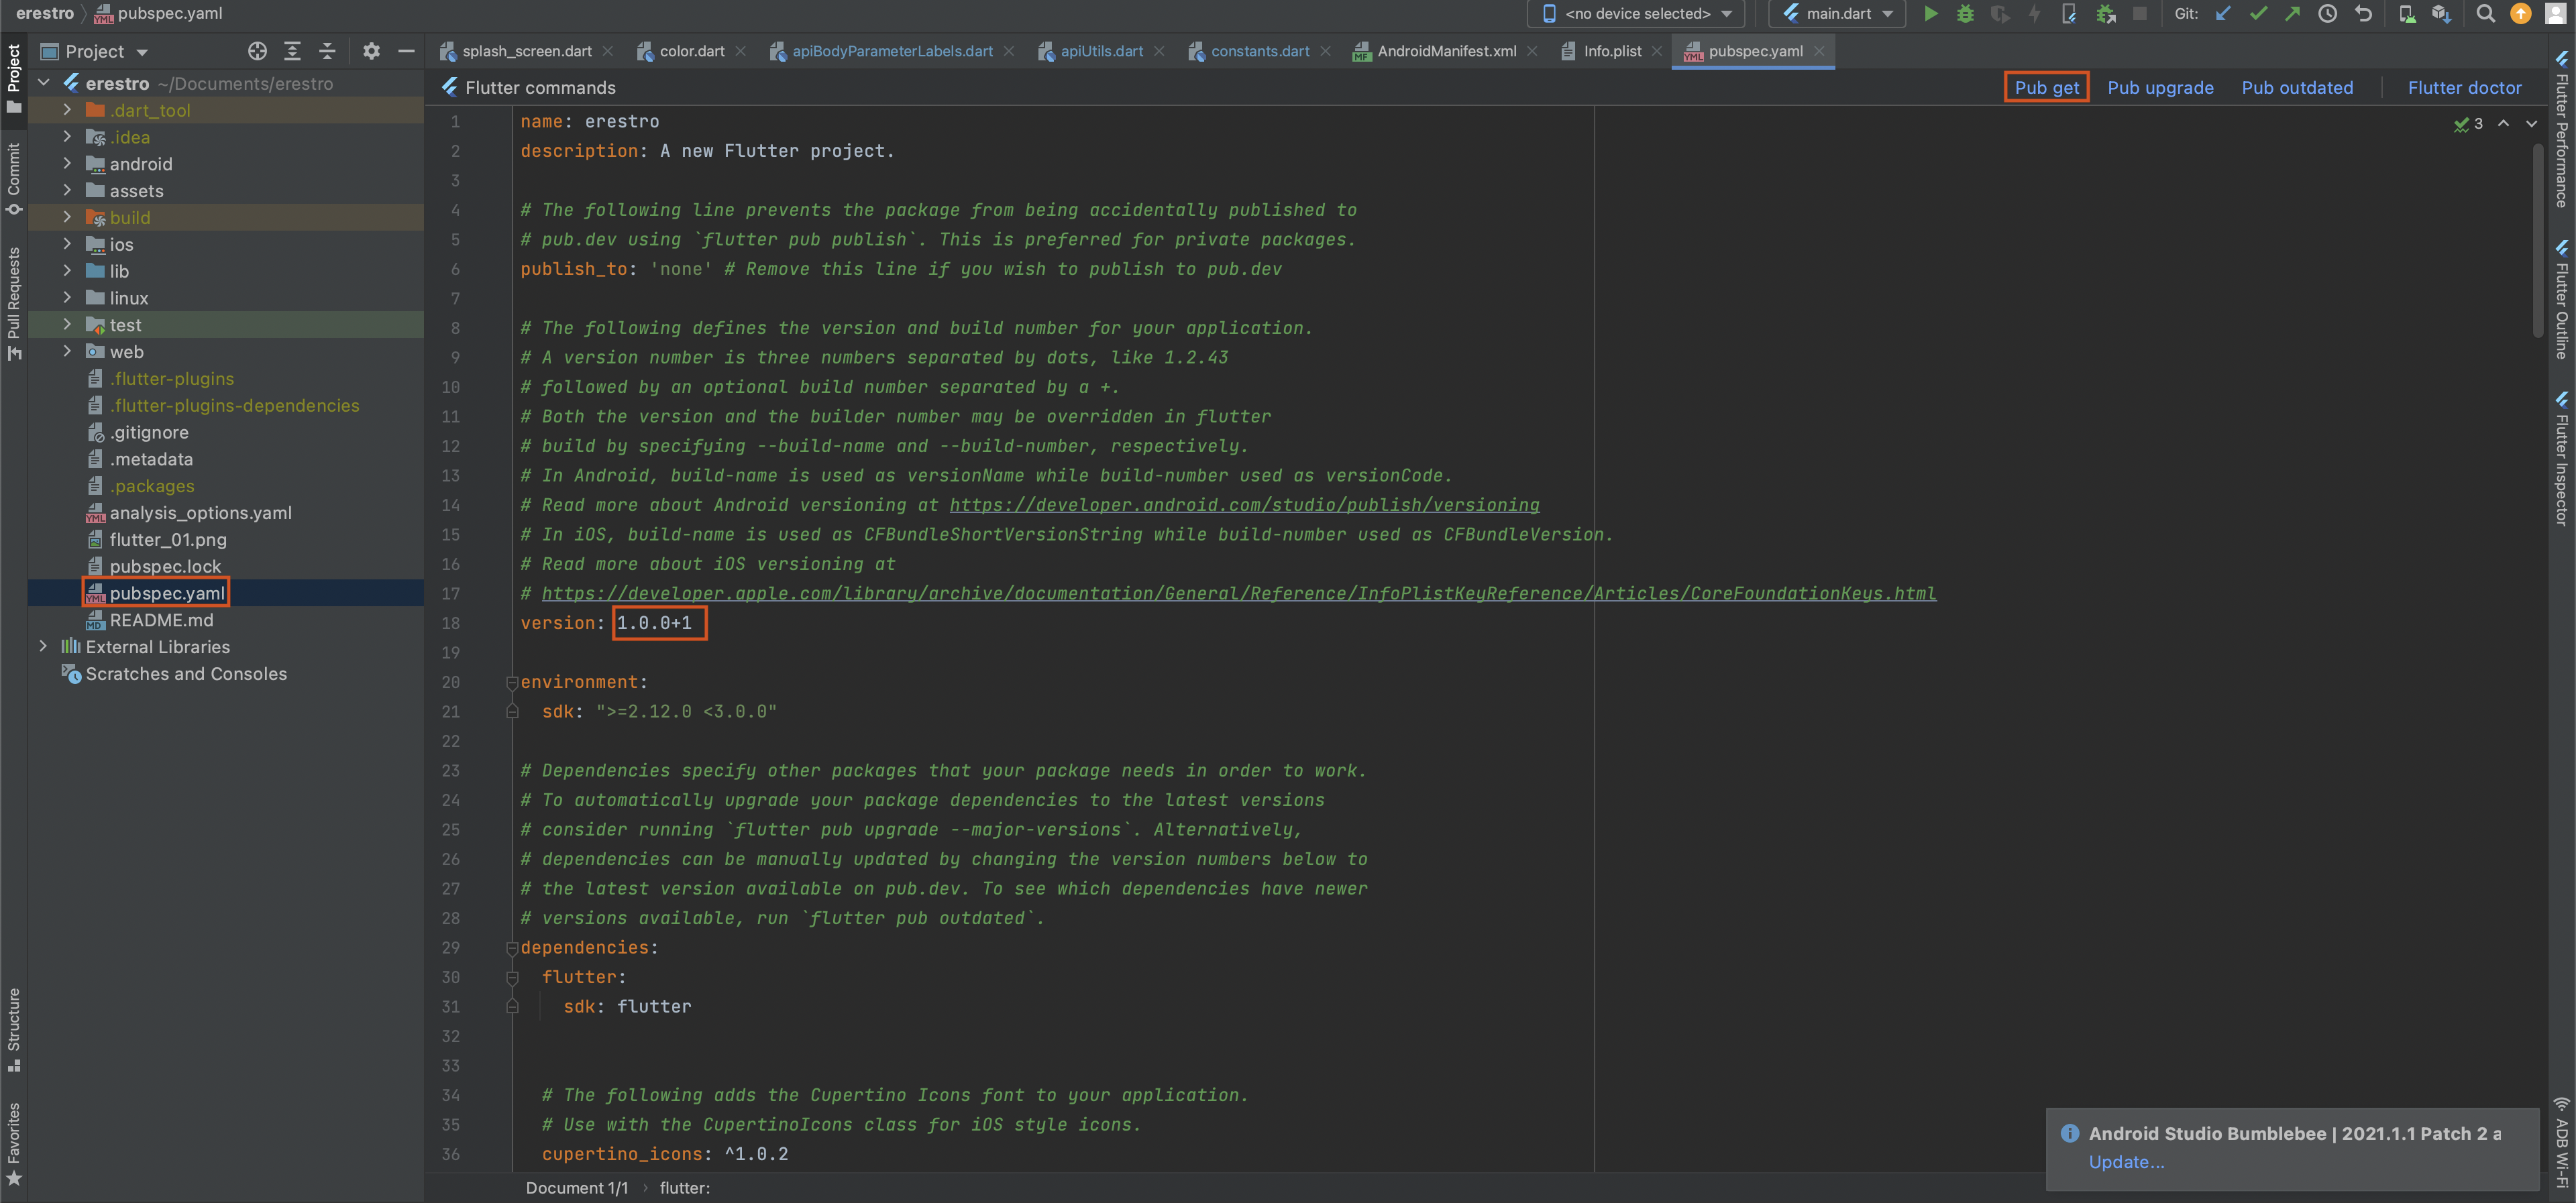 erestro pubspec.yaml
<no device selected> main.dart Git:
Project
splash_screen.dart color.dart apiBodyParameterLabels.dart apiUtils.dart constants.dart AndroidManifest.xml Info.plist pubspec.yaml
Flutter commands
Pub get Pub upgrade Pub outdated Flutter doctor
Project
Commit
Pull Requests
Structure
Favorites
erestro ~/Documents/erestro
.dart_tool
.idea
android
assets
build
ios
lib
linux
test
web
.flutter-plugins
.flutter-plugins-dependencies
.gitignore
.metadata
.packages
analysis_options.yaml
flutter_01.png
pubspec.lock
pubspec.yaml
README.md
External Libraries
Scratches and Consoles
1 name: erestro
2 description: A new Flutter project.
3
4 # The following line prevents the package from being accidentally published to
5 # pub.dev using `flutter pub publish`. This is preferred for private packages.
6 publish_to: 'none' # Remove this line if you wish to publish to pub.dev
7
8 # The following defines the version and build number for your application.
9 # A version number is three numbers separated by dots, like 1.2.43
10 # followed by an optional build number separated by a +.
11 # Both the version and the builder number may be overridden in flutter
12 # build by specifying --build-name and --build-number, respectively.
13 # In Android, build-name is used as versionName while build-number used as versionCode.
14 # Read more about Android versioning at https://developer.android.com/studio/publish/versioning
15 # In iOS, build-name is used as CFBundleShortVersionString while build-number used as CFBundleVersion.
16 # Read more about iOS versioning at
17 # https://developer.apple.com/library/archive/documentation/General/Reference/InfoPlistKeyReference/Articles/CoreFoundationKeys.html
18 version: 1.0.0+1
19
20 environment:
21 sdk: ">=2.12.0 <3.0.0"
22
23 # Dependencies specify other packages that your package needs in order to work.
24 # To automatically upgrade your package dependencies to the latest versions
25 # consider running `flutter pub upgrade --major-versions`. Alternatively,
26 # dependencies can be manually updated by changing the version numbers below to
27 # the latest version available on pub.dev. To see which dependencies have newer
28 # versions available, run `flutter pub outdated`.
29 dependencies:
30 flutter:
31 sdk: flutter
32
33
34 # The following adds the Cupertino Icons font to your application.
35 # Use with the CupertinoIcons class for iOS style icons.
36 cupertino_icons: ^1.0.2
3
Flutter Performance
Flutter Outline
Flutter Inspector
ADB Wi-Fi
Android Studio Bumblebee | 2021.1.1 Patch 2 a
Update...
Document 1/1 flutter: